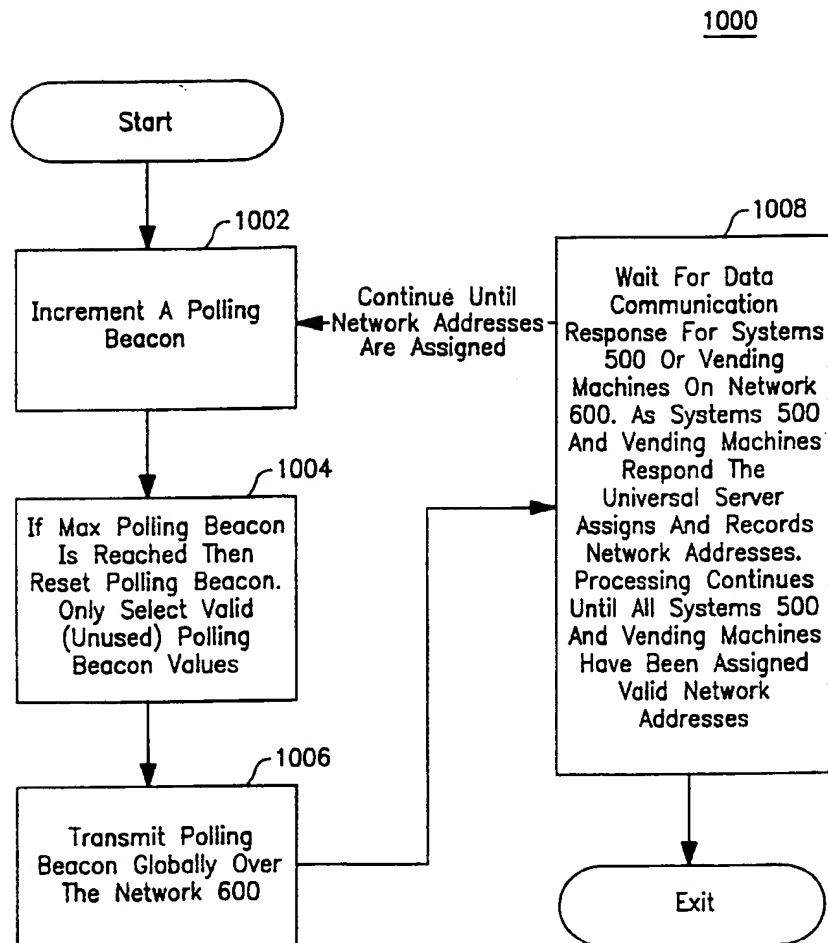 1000
Start
1002
Increment A Polling
Beacon
Continue Until
Network Addresses
Are Assigned
1004
If Max Polling Beacon
Is Reached Then
Reset Polling Beacon.
Only Select Valid
(Unused) Polling
Beacon Values
1006
Transmit Polling
Beacon Globally Over
The Network 600
1008
Wait For Data
Communication
Response For Systems
500 Or Vending
Machines On Network
600. As Systems 500
And Vending Machines
Respond The
Universal Server
Assigns And Records
Network Addresses.
Processing Continues
Until All Systems 500
And Vending Machines
Have Been Assigned
Valid Network
Addresses
Exit